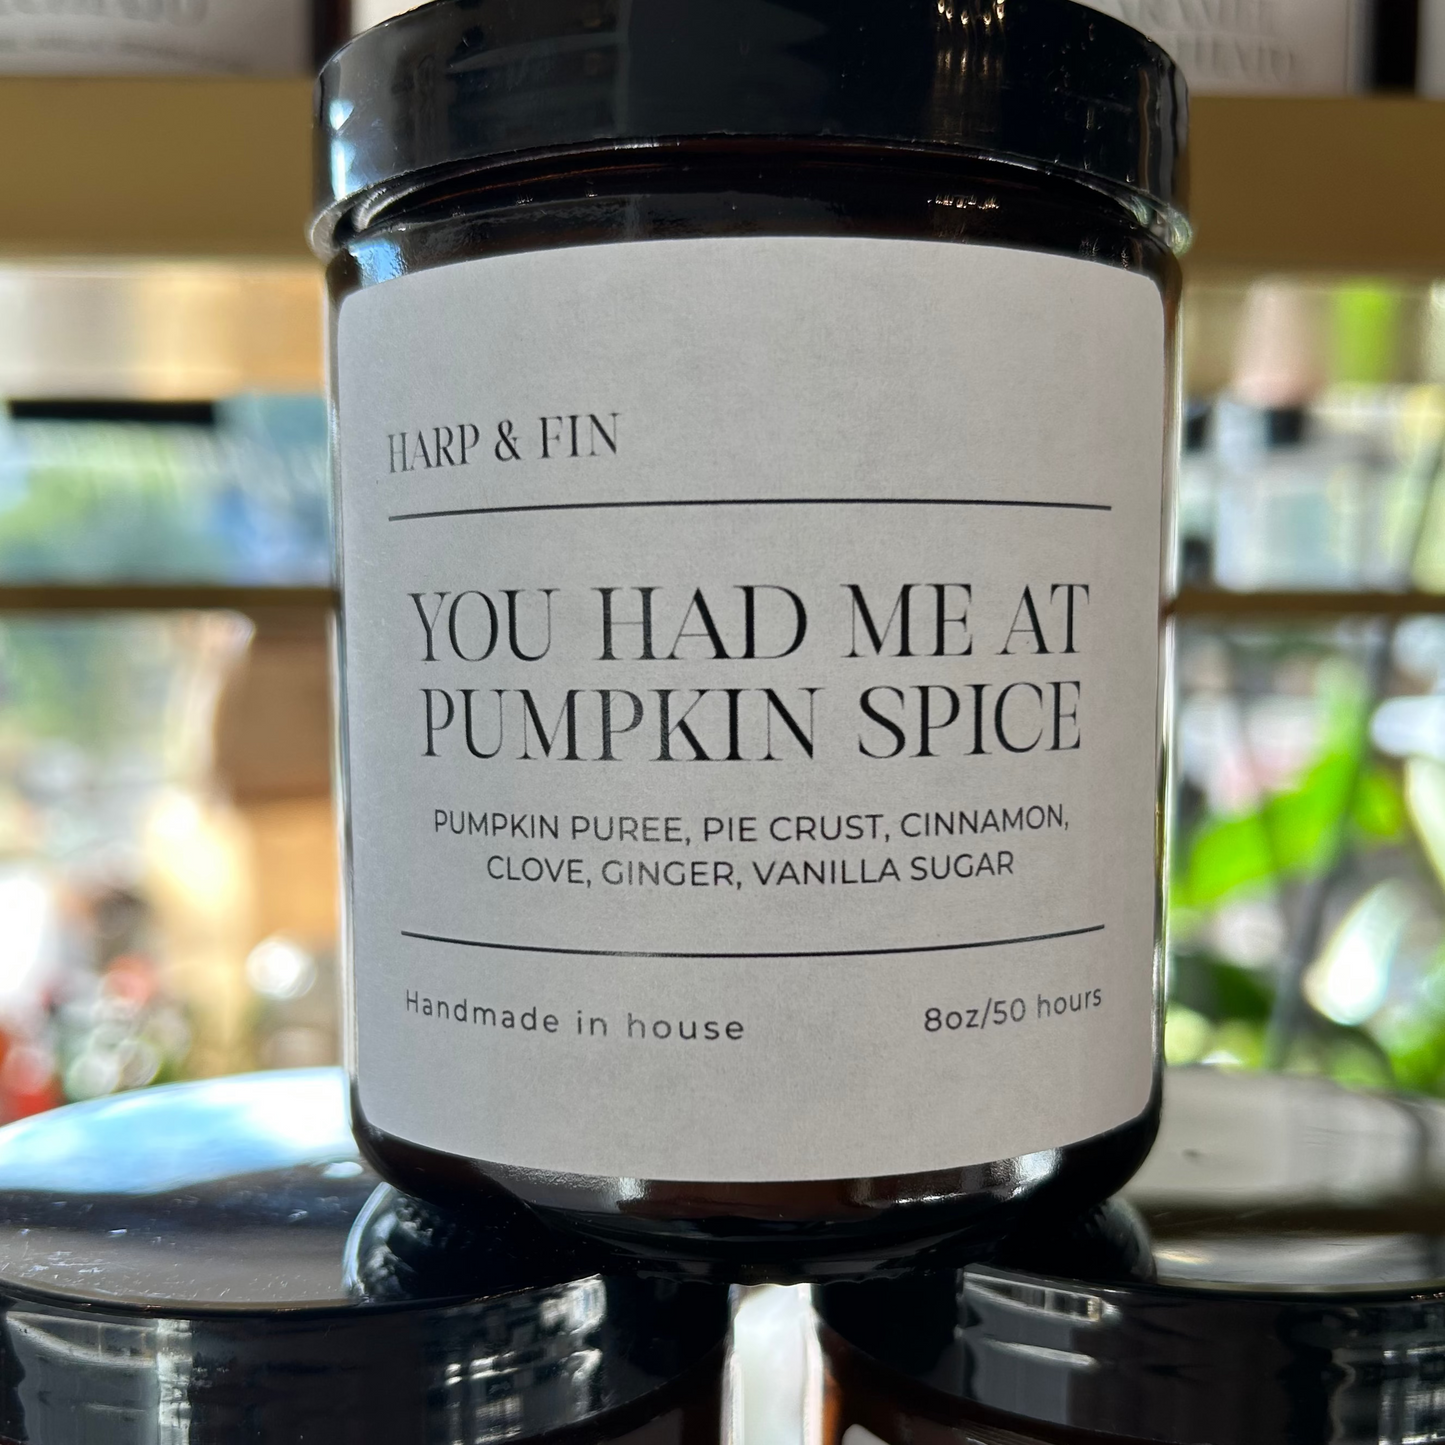 HARP & FIN
YOU HAD ME AT
PUMPKIN SPICE
PUMPKIN PUREE, PIE CRUST, CINNAMON,
CLOVE, GINGER, VANILLA SUGAR
Handmade in house
8oz/50 hours